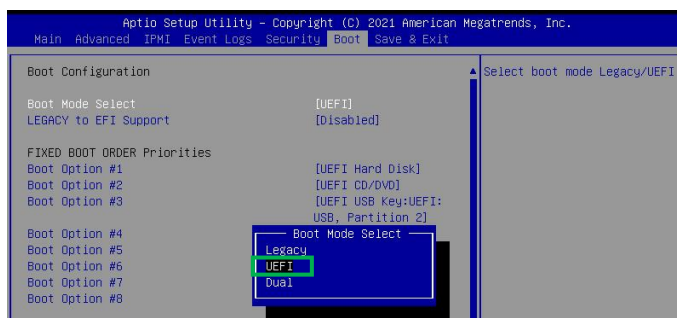 Aptio Setup Utility – Copyright (C) 2021 American Megatrends, Inc.
Main Advanced IPMI Event Logs Security Boot Save & Exit
Boot Configuration
Select boot mode Legacy/UEFI
Boot Mode Select [UEFI]
LEGACY to EFI Support [Disabled]
FIXED BOOT ORDER Priorities
Boot Option #1 [UEFI Hard Disk]
Boot Option #2 [UEFI CD/DVD]
Boot Option #3 [UEFI USB Key:UEFI:
USB, Partition 2]
Boot Option #4
Boot Option #5
Boot Option #6
Boot Option #7
Boot Option #8
Boot Mode Select
Legacy
UEFI
Dual